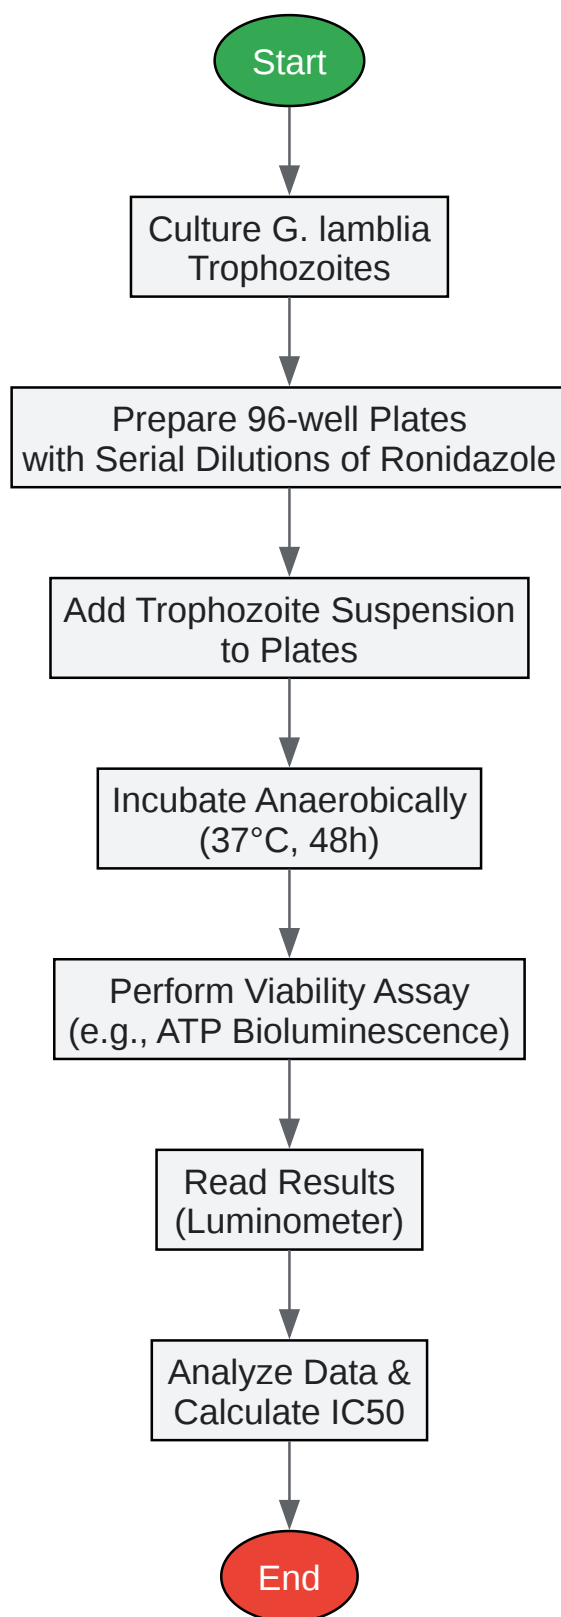 Start
Culture G. lamblia
Trophozoites
Prepare 96-well Plates
with Serial Dilutions of Ronidazole
Add Trophozoite Suspension
to Plates
Incubate Anaerobically
(37°C, 48h)
Perform Viability Assay
(e.g., ATP Bioluminescence)
Read Results
(Luminometer)
Analyze Data &
Calculate IC50
End